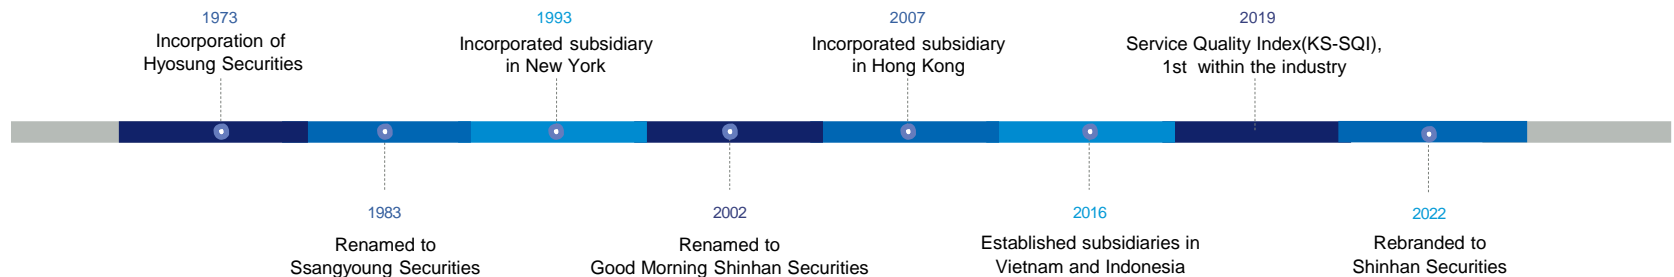 1973
Incorporation of
Hyosung Securities
1993
Incorporated subsidiary
in New York
2007
Incorporated subsidiary
in Hong Kong
2019
Service Quality Index(KS-SQI),
1st within the industry
1983
Renamed to
Ssangyoung Securities
2002
Renamed to
Good Morning Shinhan Securities
2016
Established subsidiaries in
Vietnam and Indonesia
2022
Rebranded to
Shinhan Securities